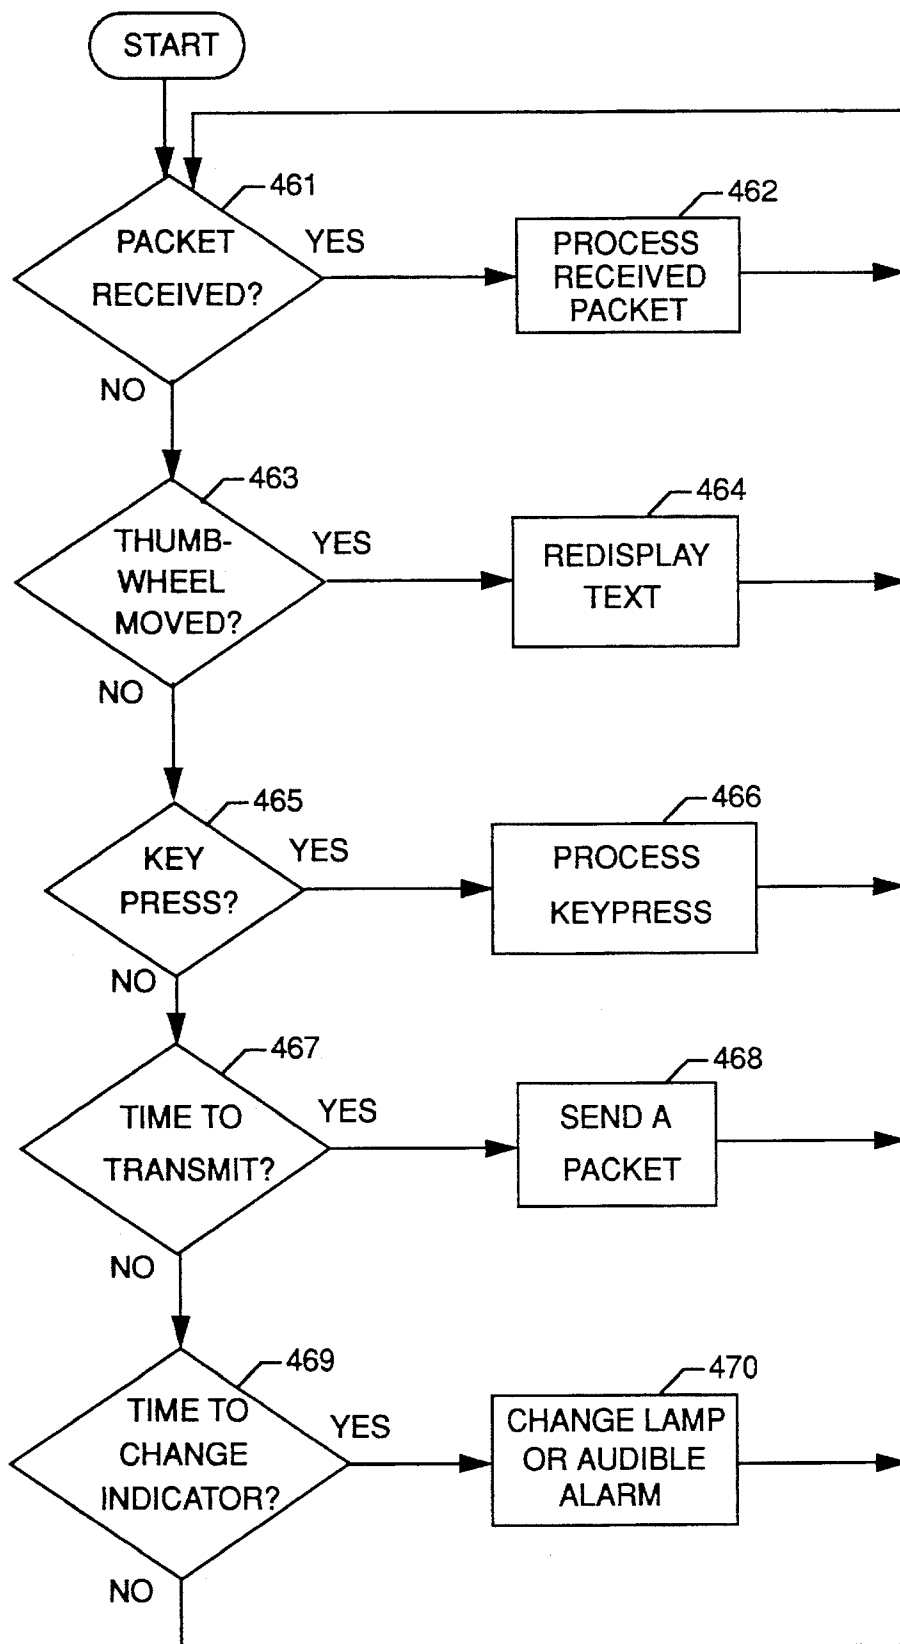 START
461
PACKET
RECEIVED?
YES
NO
462
PROCESS
RECEIVED
PACKET
463
THUMB-
WHEEL
MOVED?
YES
NO
464
REDISPLAY
TEXT
465
KEY
PRESS?
YES
NO
466
PROCESS
KEYPRESS
467
TIME TO
TRANSMIT?
YES
NO
468
SEND A
PACKET
469
TIME TO
CHANGE
INDICATOR?
YES
NO
470
CHANGE LAMP
OR AUDIBLE
ALARM